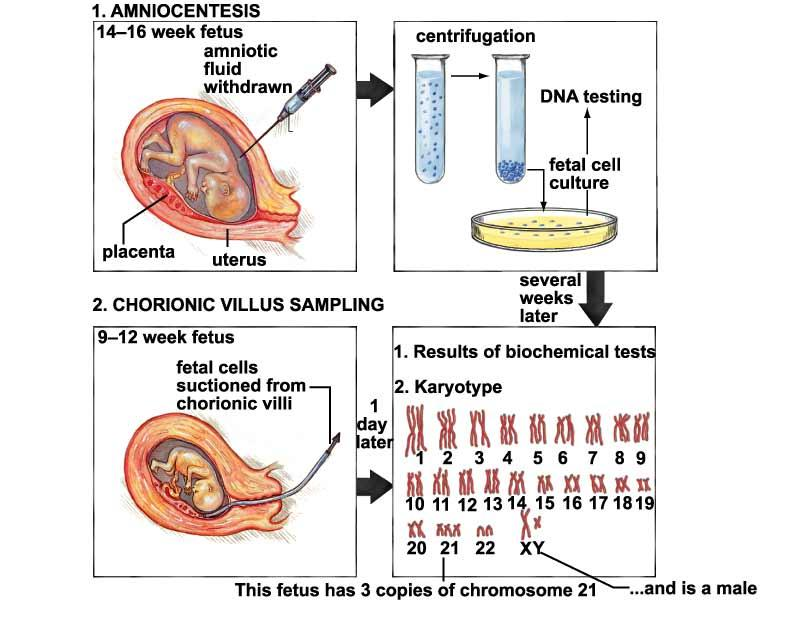 1. AMNIOCENTESIS
14–16 week fetus
amniotic
fluid
withdrawn
placenta
uterus
centrifugation
DNA testing
fetal cell
culture
several
weeks
later
2. CHORIONIC VILLUS SAMPLING
9–12 week fetus
fetal cells
suctioned from
chorionic villi
1
day
later
1. Results of biochemical tests
2. Karyotype
1 2 3 4 5 6 7 8 9
10 11 12 13 14 15 16 17 18 19
20 21 22 XY
This fetus has 3 copies of chromosome 21
...and is a male